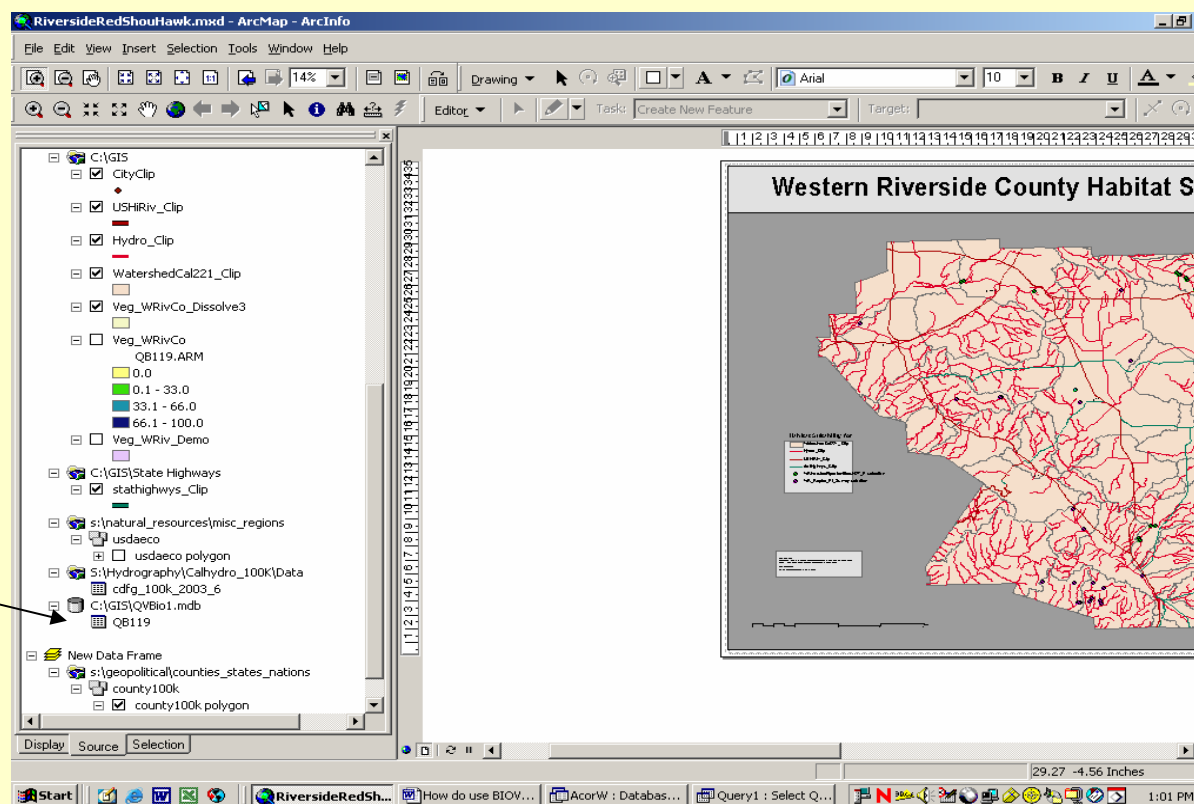 RiversideRedShouHawk.mxd - ArcMap - ArcInfo
File Edit View Insert Selection Tools Window Help
14% Drawing A Arial 10 B I U A
Editor Task: Create New Feature Target:
C:\GIS
CityClip
USHiRiv_Clip
Hydro_Clip
WatershedCal221_Clip
Veg_WRivCo_Dissolve3
Veg_WRivCo
QB119.ARM
0.0
0.1 - 33.0
33.1 - 66.0
66.1 - 100.0
Veg_WRiv_Demo
C:\GIS\State Highways
stathighwys_Clip
s:\natural_resources\misc_regions
usdaeco
usdaeco polygon
S:\Hydrography\Calhydro_100K\Data
cdfg_100k_2003_6
C:\GIS\QVBio1.mdb
QB119
New Data Frame
s:\geopolitical\counties_states_nations
county100k
county100k polygon
Display Source Selection
Western Riverside County Habitat S
29.27 -4.56 Inches
Start RiversideRedSh... How do use BIOV... AcorW : Databas... Query1 : Select Q... 1:01 PM